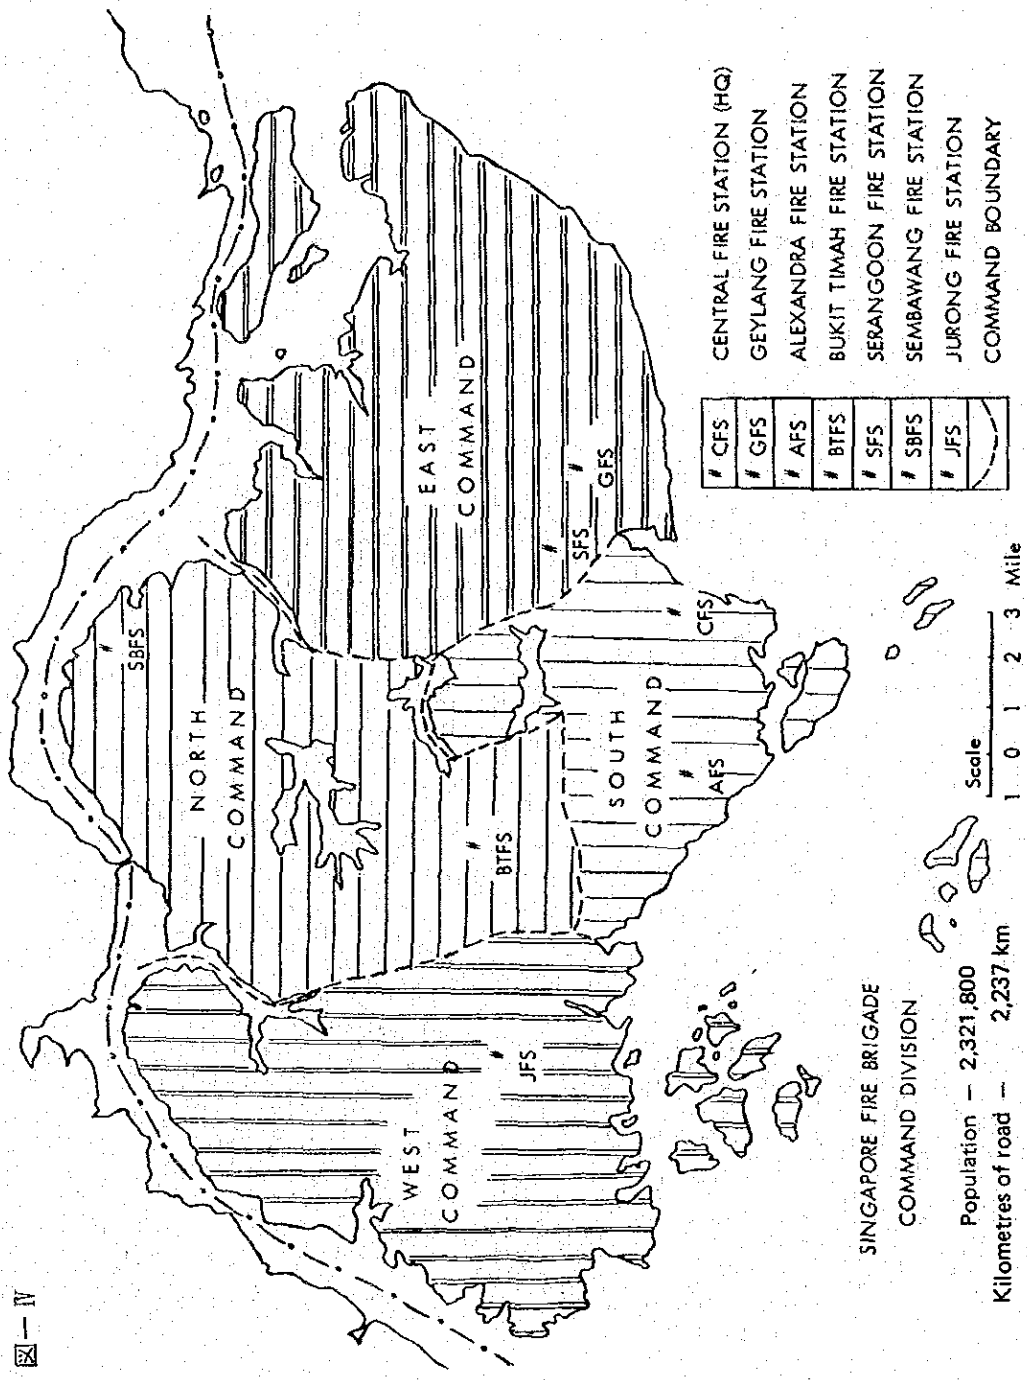 図—Ⅳ
NORTH
COMMAND
SBFS
BTFS
EAST
COMMAND
SFS
GFS
WEST
COMMAND
JFS
SOUTH
COMMAND
CFS
AFS
SINGAPORE FIRE BRIGADE
COMMAND DIVISION
Population — 2,321,800
Kilometres of road — 2,237 km
Scale
1 0 1 2 3 Mile
# CFS CENTRAL FIRE STATION (HQ)
# GFS GEYLANG FIRE STATION
# AFS ALEXANDRA FIRE STATION
# BTFS BUKIT TIMAH FIRE STATION
# SFS SERANGOON FIRE STATION
# SBFS SEMBAWANG FIRE STATION
# JFS JURONG FIRE STATION
COMMAND BOUNDARY